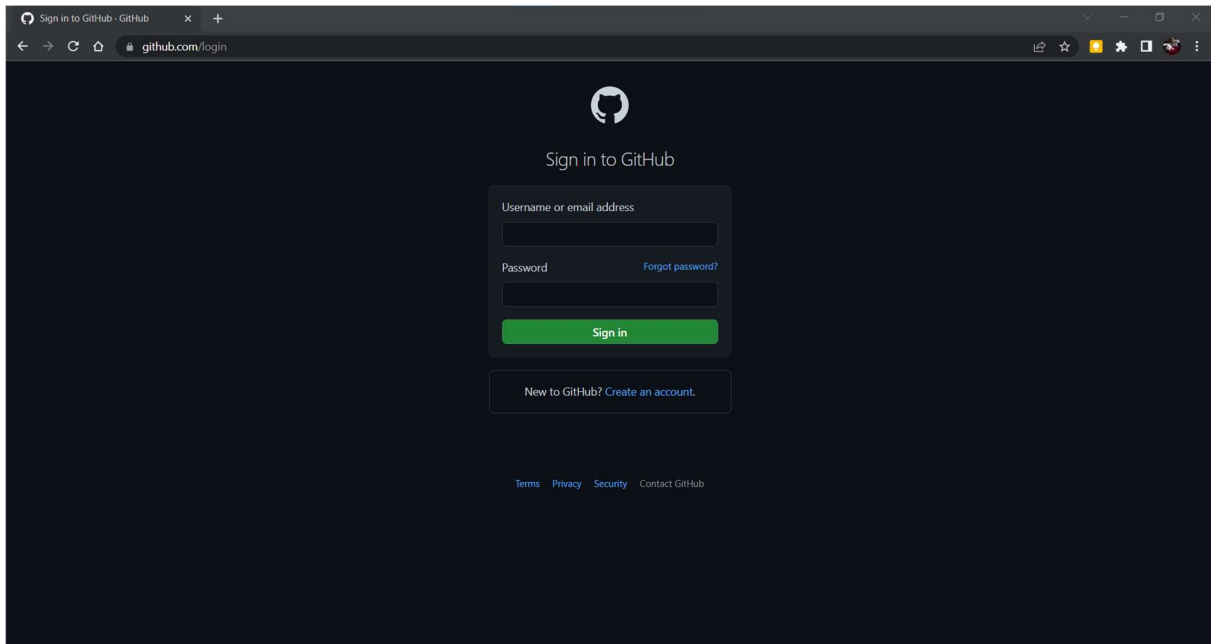 Sign in to GitHub · GitHub
github.com/login
Sign in to GitHub
Username or email address
Password Forgot password?
Sign in
New to GitHub? Create an account.
Terms Privacy Security Contact GitHub